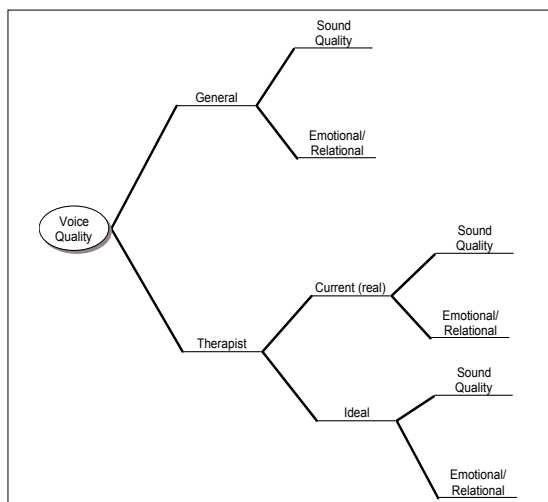 Sound
Quality
General
Emotional/
Relational
Voice
Quality
Sound
Quality
Current (real)
Emotional/
Relational
Therapist
Sound
Quality
Ideal
Emotional/
Relational